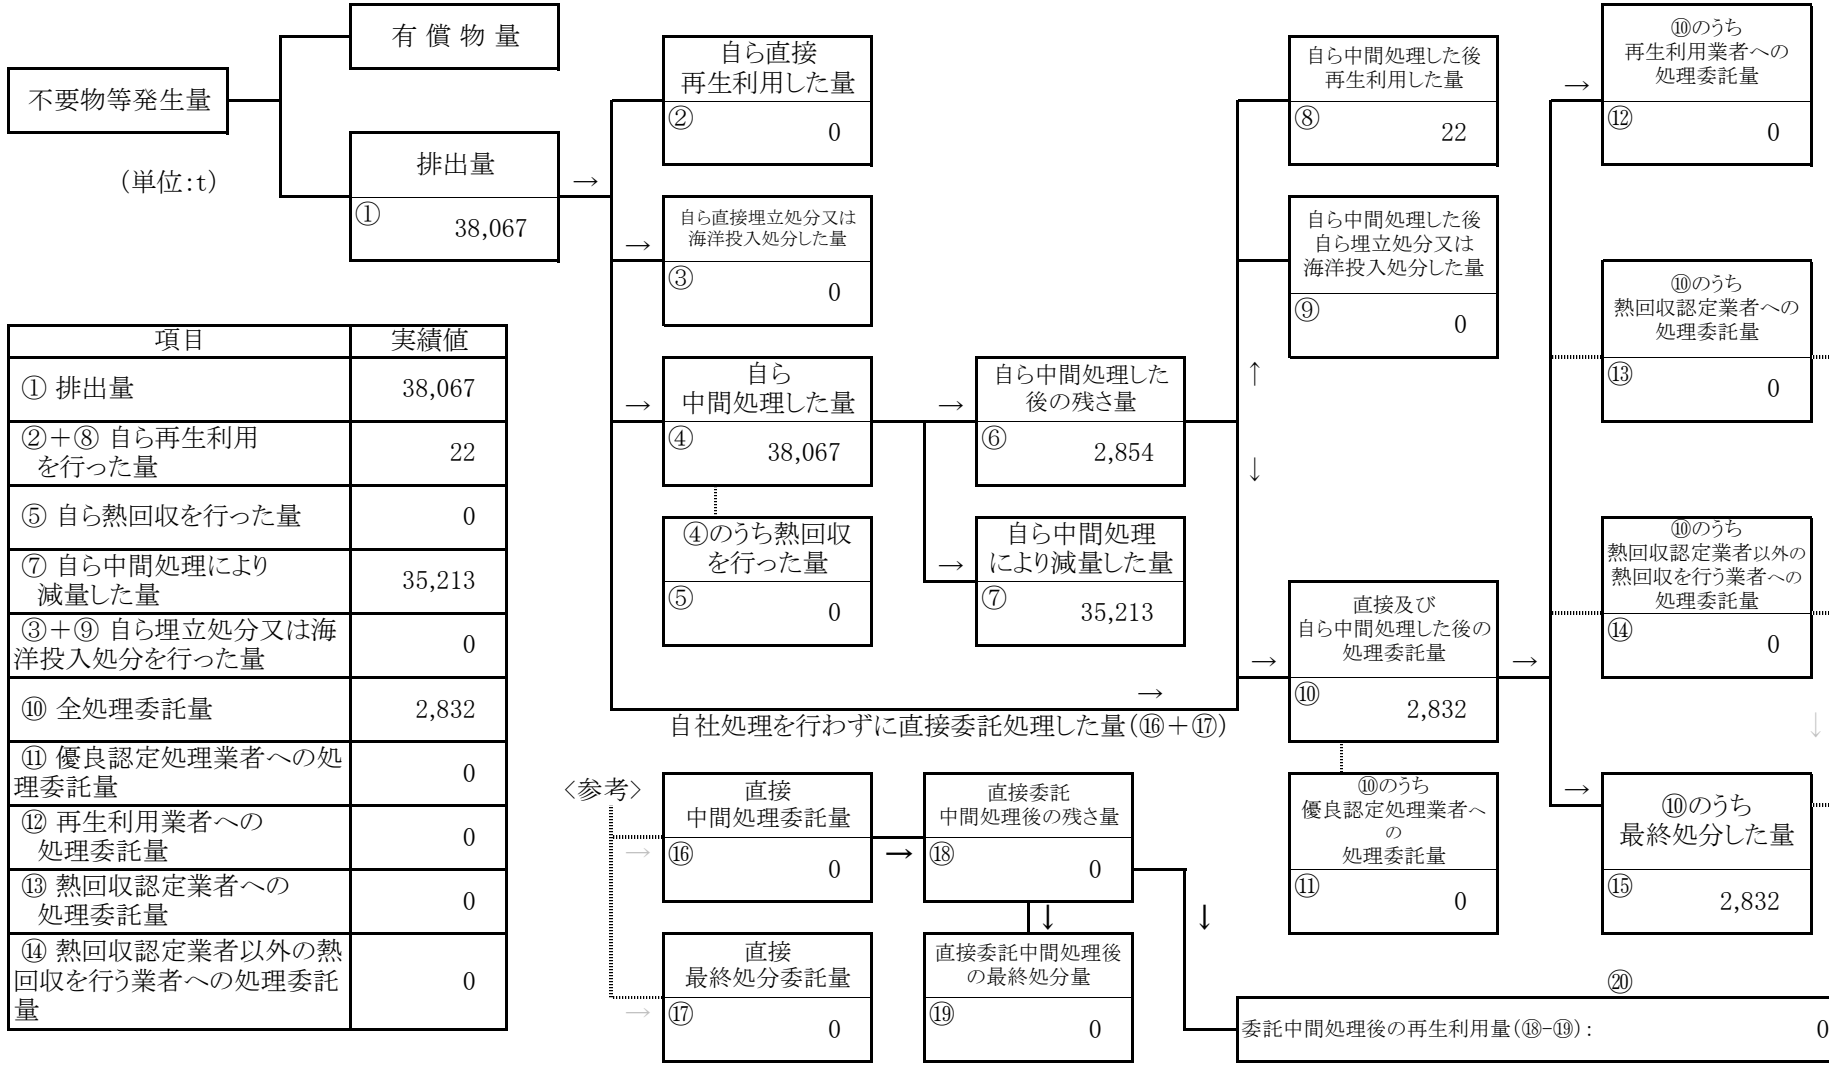 有 償 物 量
不要物等発生量
(単位:t)
排出量
①
38,067
→
自ら直接
再生利用した量
②
0
→
自ら直接埋立処分又は
海洋投入処分した量
③
0
→
自ら
中間処理した量
④
38,067
④のうち熱回収
を行った量
⑤
0
→
自ら中間処理した
後の残さ量
⑥
2,854
→
自ら中間処理
により減量した量
⑦
35,213
自ら中間処理した後
再生利用した量
⑧
22
自ら中間処理した後
自ら埋立処分又は
海洋投入処分した量
⑨
0
↑
↓
→
直接及び
自ら中間処理した後の
処理委託量
⑩
2,832
→
自社処理を行わずに直接委託処理した量(⑯+⑰)
⑩のうち
優良認定処理業者へ
の
処理委託量
⑪
0
→
→
⑩のうち
再生利用業者への
処理委託量
⑫
0
⑩のうち
熱回収認定業者への
処理委託量
⑬
0
⑩のうち
熱回収認定業者以外の
熱回収を行う業者への
処理委託量
⑭
0
↓
→
⑩のうち
最終処分した量
⑮
2,832
<参考>
→
直接
中間処理委託量
⑯
0
→
直接
最終処分委託量
⑰
0
→
直接委託
中間処理後の残さ量
⑱
0
↓
直接委託中間処理後
の最終処分量
⑲
0
↓
⑳
委託中間処理後の再生利用量(⑱-⑲):
0
項目 実績値
① 排出量 38,067
②+⑧ 自ら再生利用
を行った量 22
⑤ 自ら熱回収を行った量 0
⑦ 自ら中間処理により
減量した量 35,213
③+⑨ 自ら埋立処分又は海
洋投入処分を行った量 0
⑩ 全処理委託量 2,832
⑪ 優良認定処理業者への処
理委託量 0
⑫ 再生利用業者への
処理委託量 0
⑬ 熱回収認定業者への
処理委託量 0
⑭ 熱回収認定業者以外の熱
回収を行う業者への処理委託
量 0